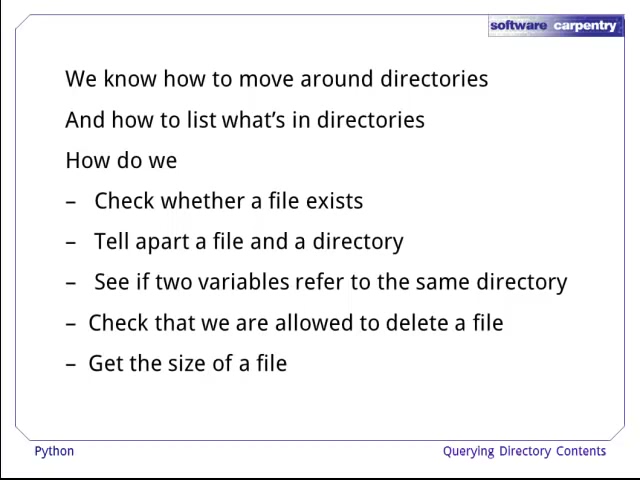 software carpentry
We know how to move around directories
And how to list what's in directories
How do we
– Check whether a file exists
– Tell apart a file and a directory
– See if two variables refer to the same directory
– Check that we are allowed to delete a file
– Get the size of a file
Python
Querying Directory Contents